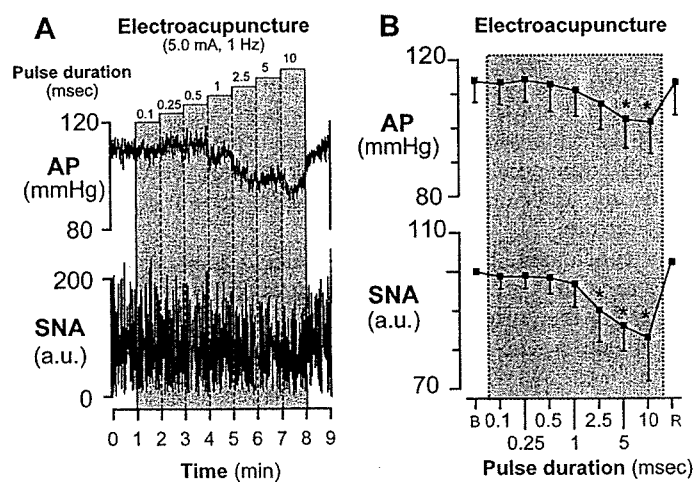 A
Electroacupuncture
(5.0 mA, 1 Hz)
Pulse duration
(msec)
0.1
0.25
0.5
1
2.5
5
10
120
AP
(mmHg)
80
200
SNA
(a.u.)
0
0 1 2 3 4 5 6 7 8 9
Time (min)
B
Electroacupuncture
120
AP
(mmHg)
80
* *
110
SNA
(a.u.)
70
* * *
B 0.1 0.5 2.5 10 R
0.25 1 5
Pulse duration (msec)